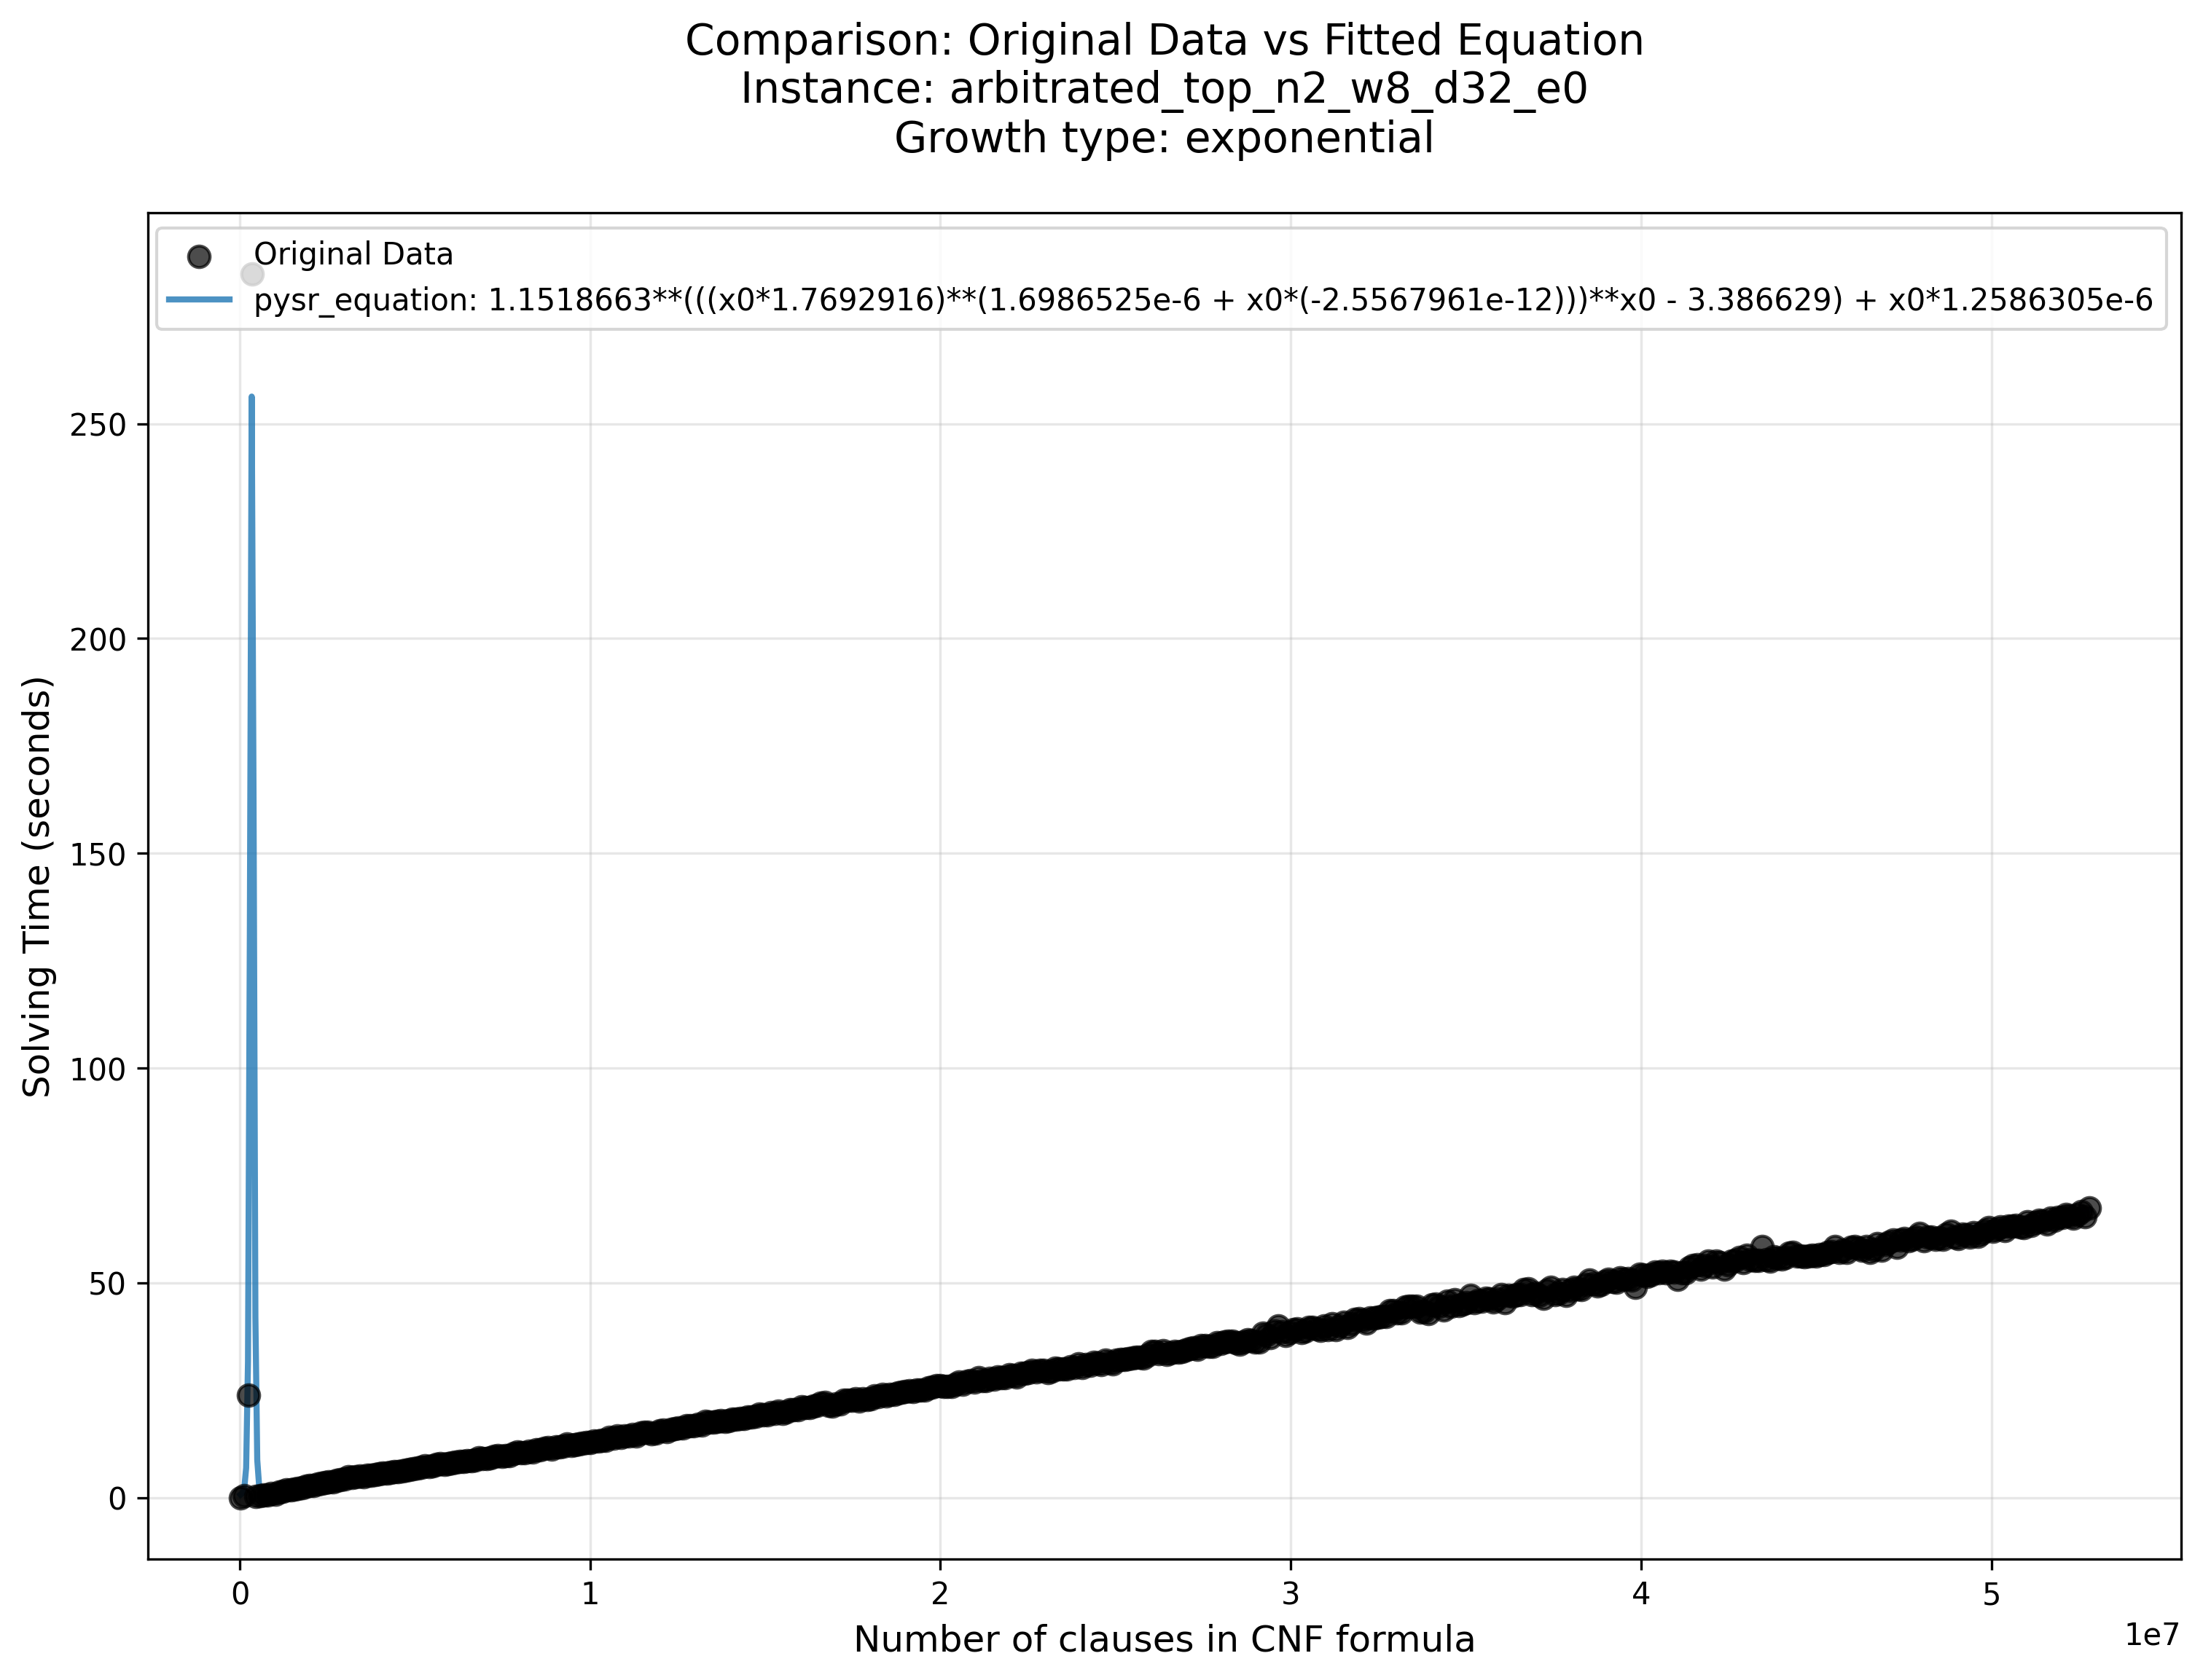 Comparison: Original Data vs Fitted Equation
Instance: arbitrated_top_n2_w8_d32_e0
Growth type: exponential
Original Data
pysr_equation: 1.1518663**(((x0*1.7692916)**(1.6986525e-6 + x0*(-2.5567961e-12)))**x0 - 3.386629) + x0*1.2586305e-6
250
200
150
100
50
0
Solving Time (seconds)
0 1 2 3 4 5
1e7
Number of clauses in CNF formula